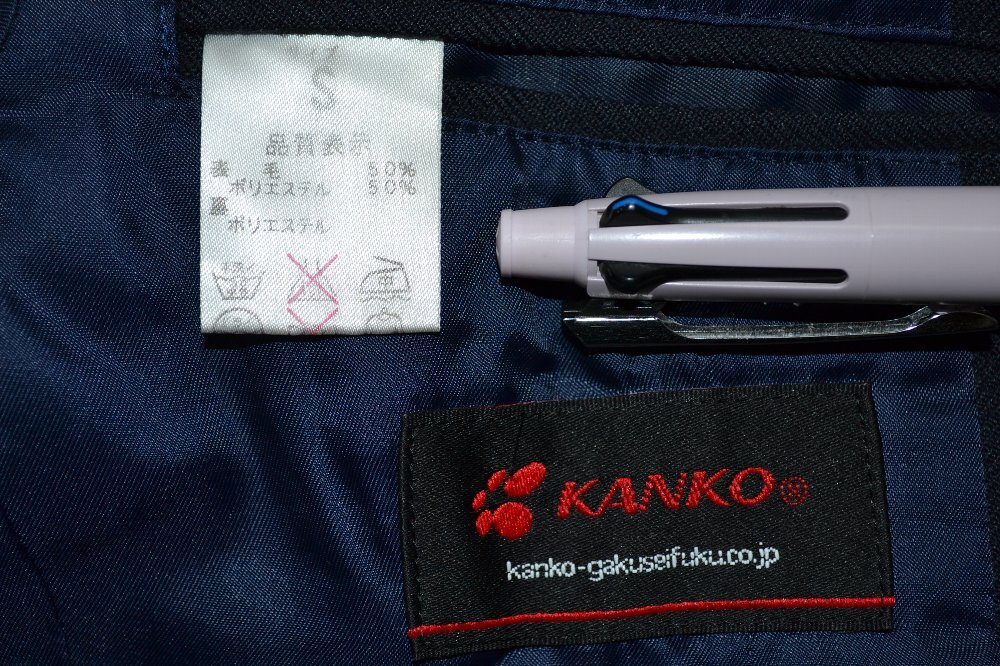 S
品質表示
表 毛 50%
ポリエステル 50%
裏
ポリエステル
KANKO®
kanko-gakuseifuku.co.jp